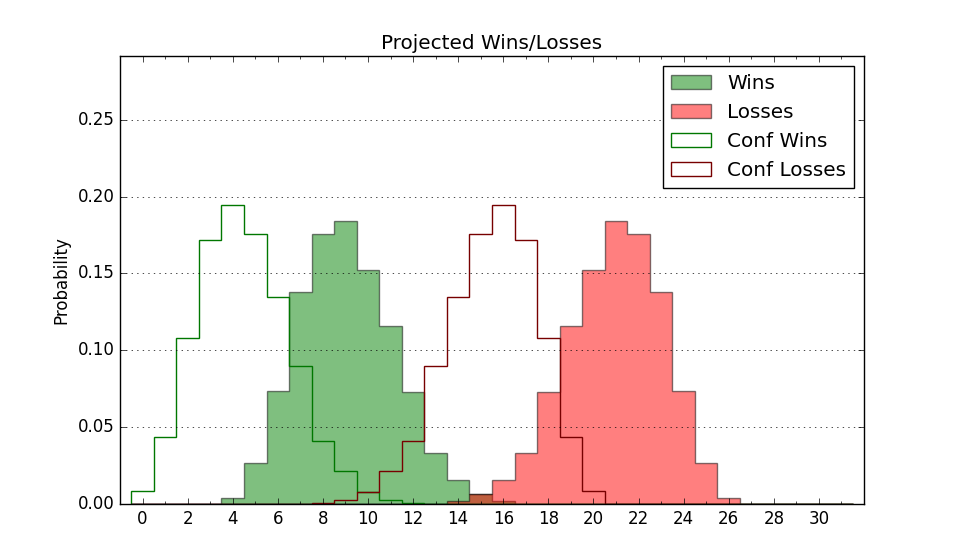 Projected Wins/Losses
Wins
Losses
Conf Wins
Conf Losses
Probability
0.25
0.20
0.15
0.10
0.05
0.00
0 2 4 6 8 10 12 14 16 18 20 22 24 26 28 30